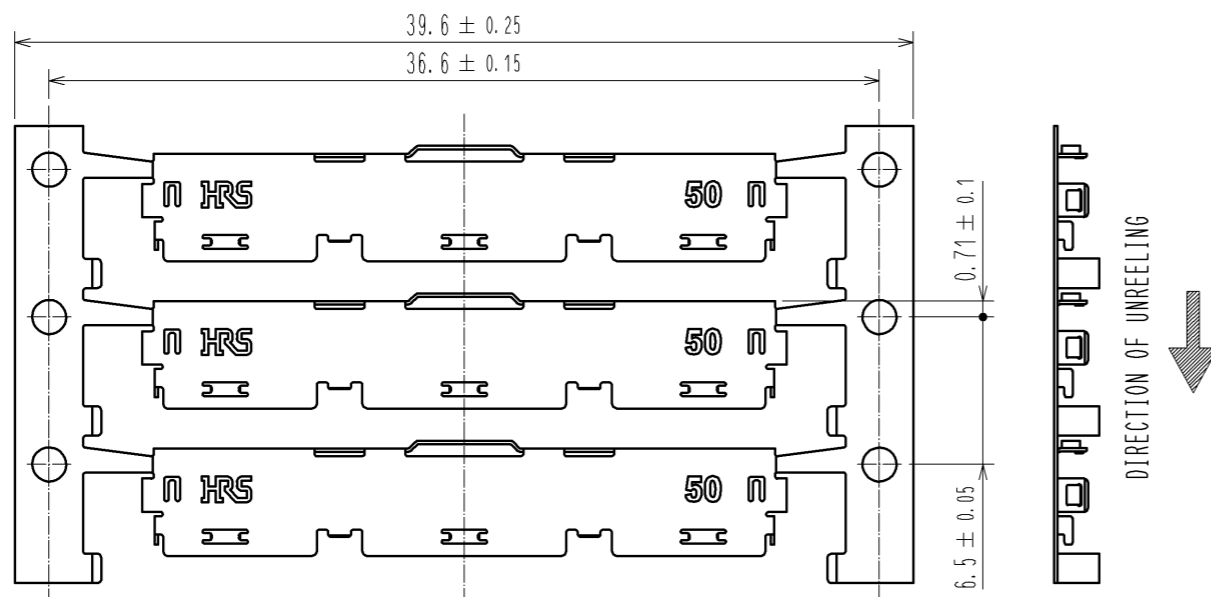 39.6 ± 0.25
36.6 ± 0.15
HRS 50
0.71 ± 0.1
HRS 50
HRS 50
6.5 ± 0.05
DIRECTION OF UNREELING